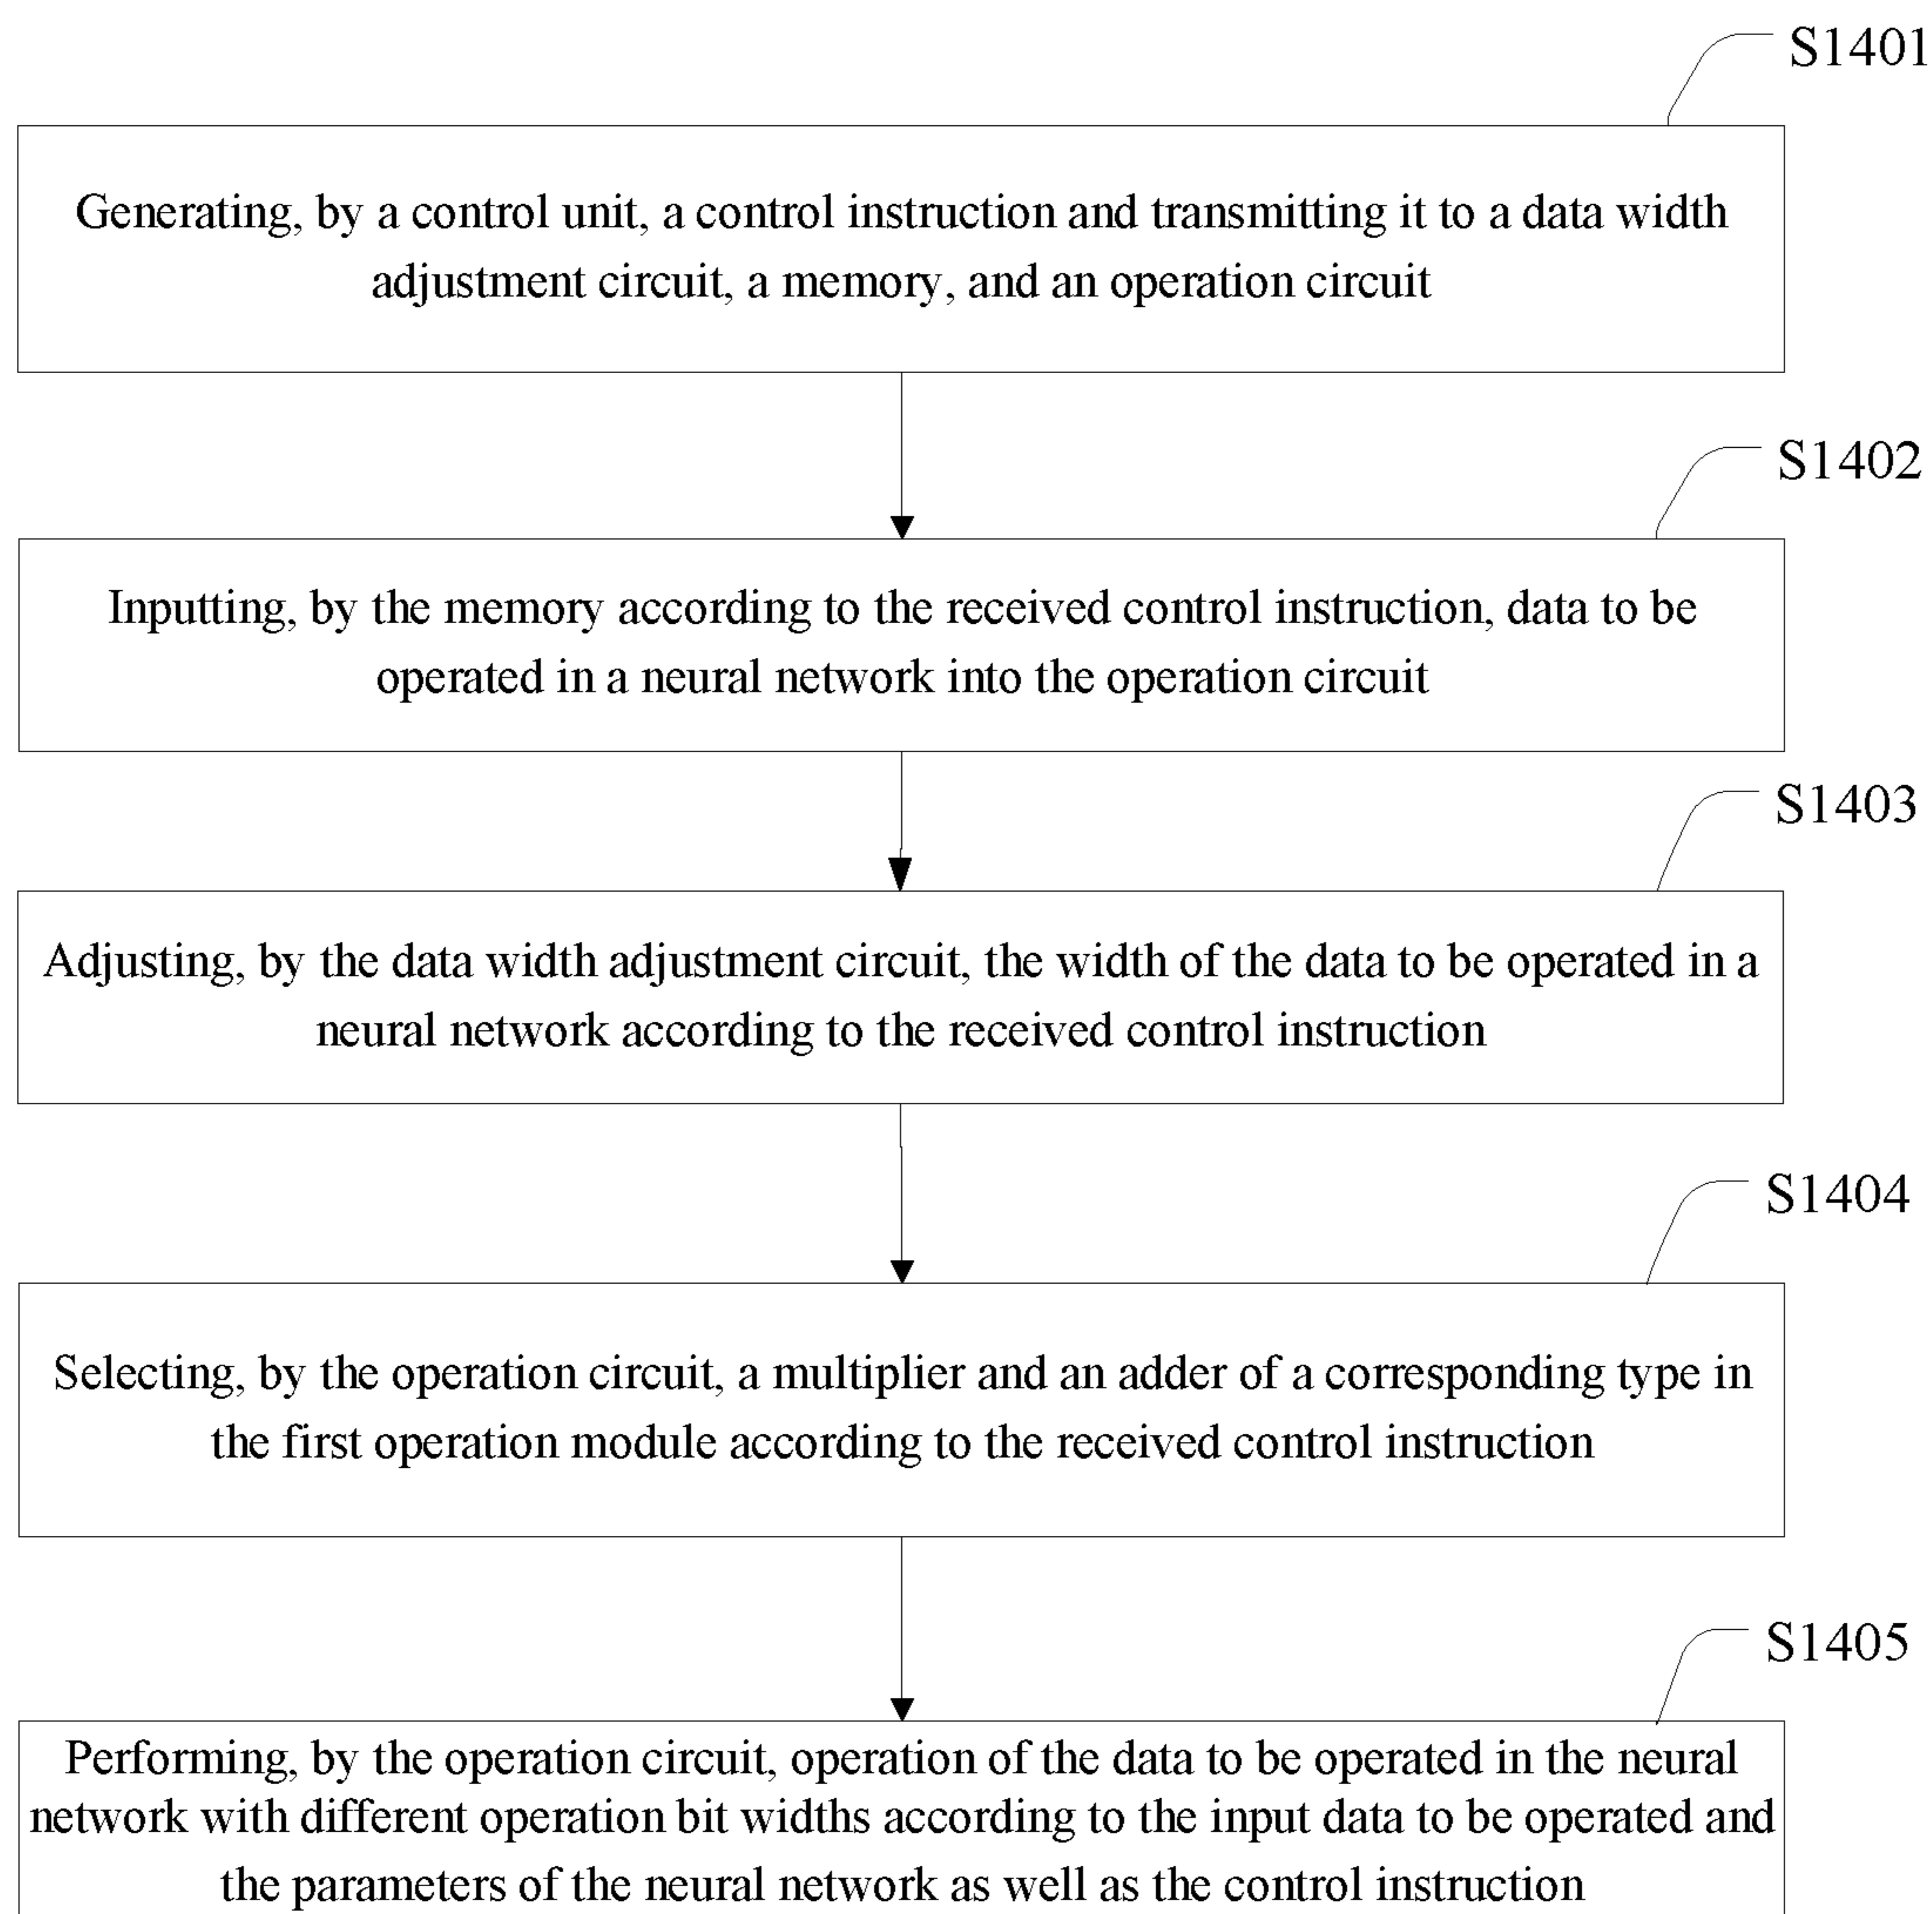 S1401
Generating, by a control unit, a control instruction and transmitting it to a data width
adjustment circuit, a memory, and an operation circuit
S1402
Inputting, by the memory according to the received control instruction, data to be
operated in a neural network into the operation circuit
S1403
Adjusting, by the data width adjustment circuit, the width of the data to be operated in a
neural network according to the received control instruction
S1404
Selecting, by the operation circuit, a multiplier and an adder of a corresponding type in
the first operation module according to the received control instruction
S1405
Performing, by the operation circuit, operation of the data to be operated in the neural
network with different operation bit widths according to the input data to be operated and
the parameters of the neural network as well as the control instruction